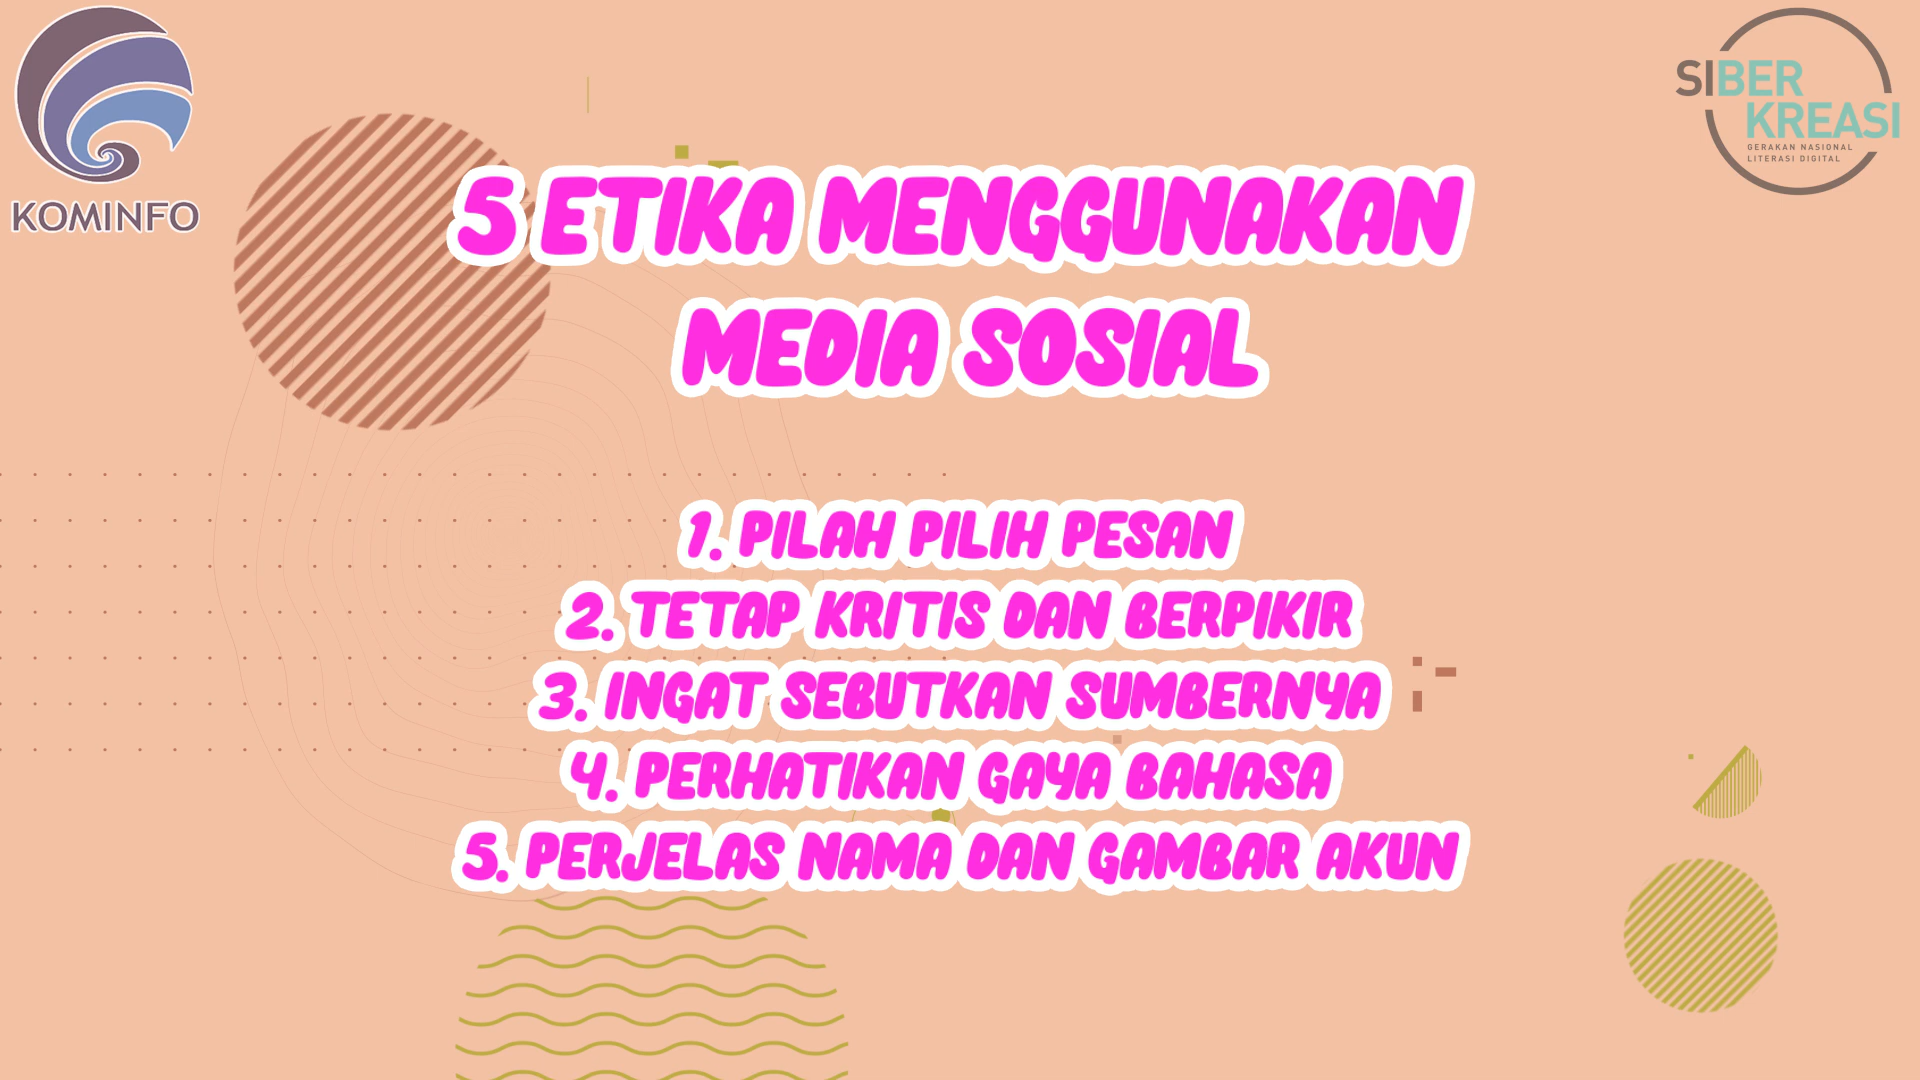 KOMINFO
SIBER
KREASI
GERAKAN NASIONAL
LITERASI DIGITAL
5 ETIKA MENGGUNAKAN
MEDIA SOSIAL
1. PILAH PILIH PESAN
2. TETAP KRITIS DAN BERPIKIR
3. INGAT SEBUTKAN SUMBERNYA
4. PERHATIKAN GAYA BAHASA
5. PERJELAS NAMA DAN GAMBAR AKUN